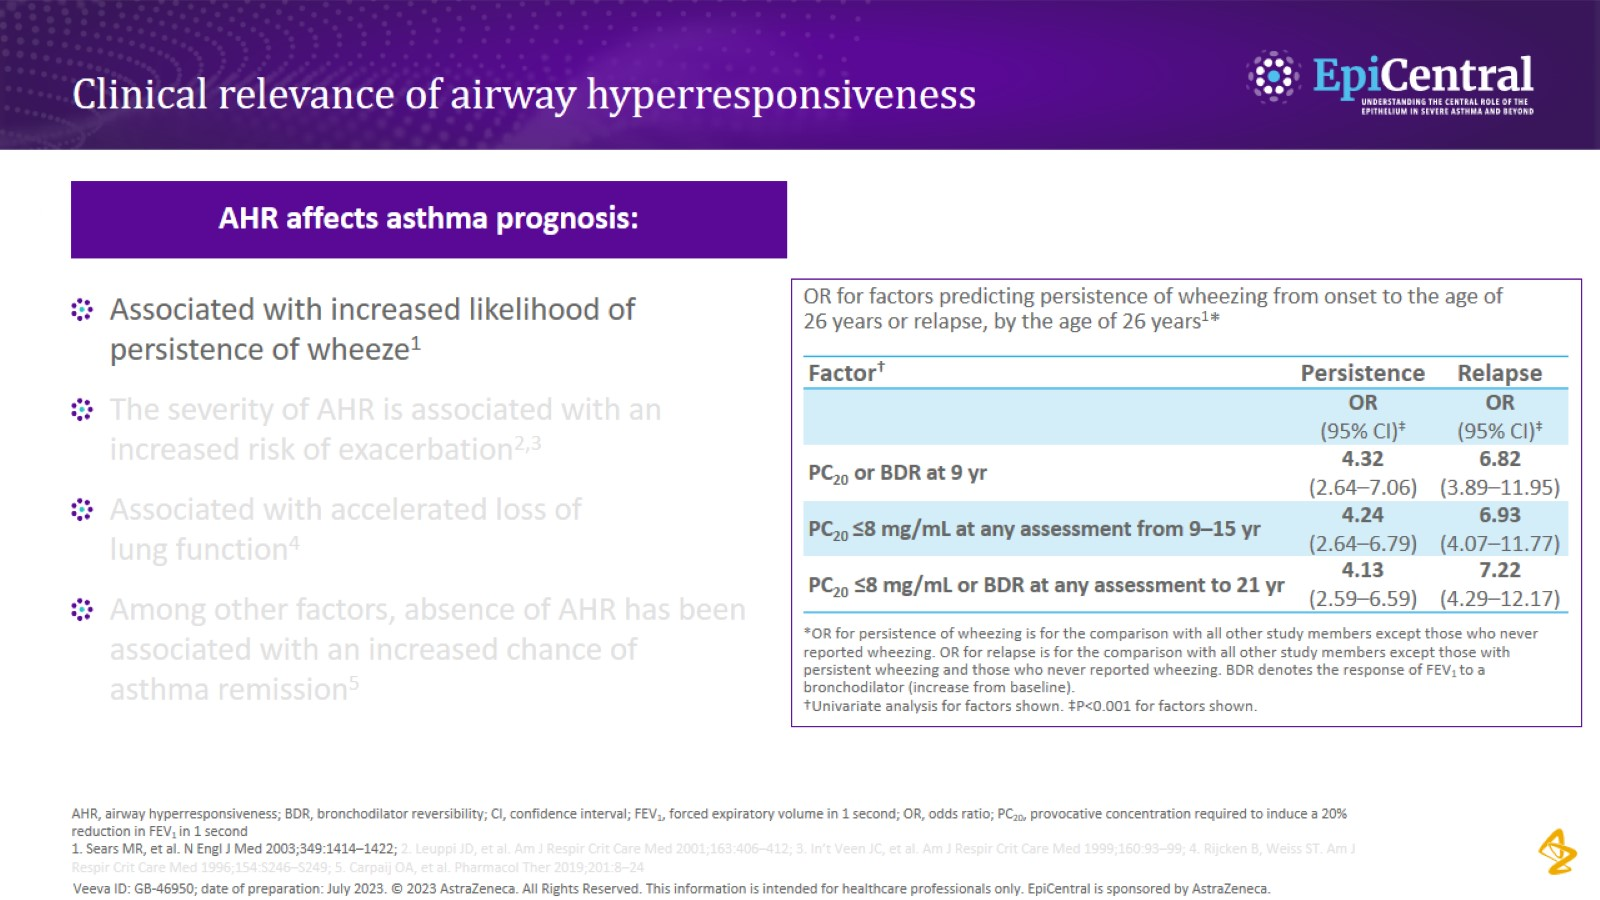 Clinical relevance of airway hyperresponsiveness
EpiCentral
UNDERSTANDING THE CENTRAL ROLE OF THE
EPITHELIUM IN SEVERE ASTHMA AND BEYOND
AHR affects asthma prognosis:
Associated with increased likelihood of
persistence of wheeze¹
The severity of AHR is associated with an
increased risk of exacerbation²,³
Associated with accelerated loss of
lung function⁴
Among other factors, absence of AHR has been
associated with an increased chance of
asthma remission⁵
OR for factors predicting persistence of wheezing from onset to the age of
26 years or relapse, by the age of 26 years¹*
Factor† Persistence Relapse
OR OR
(95% CI)‡ (95% CI)‡
PC₂₀ or BDR at 9 yr 4.32 6.82
(2.64–7.06) (3.89–11.95)
PC₂₀ ≤8 mg/mL at any assessment from 9–15 yr 4.24 6.93
(2.64–6.79) (4.07–11.77)
PC₂₀ ≤8 mg/mL or BDR at any assessment to 21 yr 4.13 7.22
(2.59–6.59) (4.29–12.17)
*OR for persistence of wheezing is for the comparison with all other study members except those who never
reported wheezing. OR for relapse is for the comparison with all other study members except those with
persistent wheezing and those who never reported wheezing. BDR denotes the response of FEV₁ to a
bronchodilator (increase from baseline).
†Univariate analysis for factors shown. ‡P<0.001 for factors shown.
AHR, airway hyperresponsiveness; BDR, bronchodilator reversibility; CI, confidence interval; FEV₁, forced expiratory volume in 1 second; OR, odds ratio; PC₂₀, provocative concentration required to induce a 20%
reduction in FEV₁ in 1 second
1. Sears MR, et al. N Engl J Med 2003;349:1414–1422; 2. Leuppi JD, et al. Am J Respir Crit Care Med 2001;163:406–412; 3. In't Veen JC, et al. Am J Respir Crit Care Med 1999;160:93–99; 4. Rijcken B, Weiss ST. Am J
Respir Crit Care Med 1996;154:S246–S249; 5. Carpaij OA, et al. Pharmacol Ther 2019;201:8–24
Veeva ID: GB-46950; date of preparation: July 2023. © 2023 AstraZeneca. All Rights Reserved. This information is intended for healthcare professionals only. EpiCentral is sponsored by AstraZeneca.